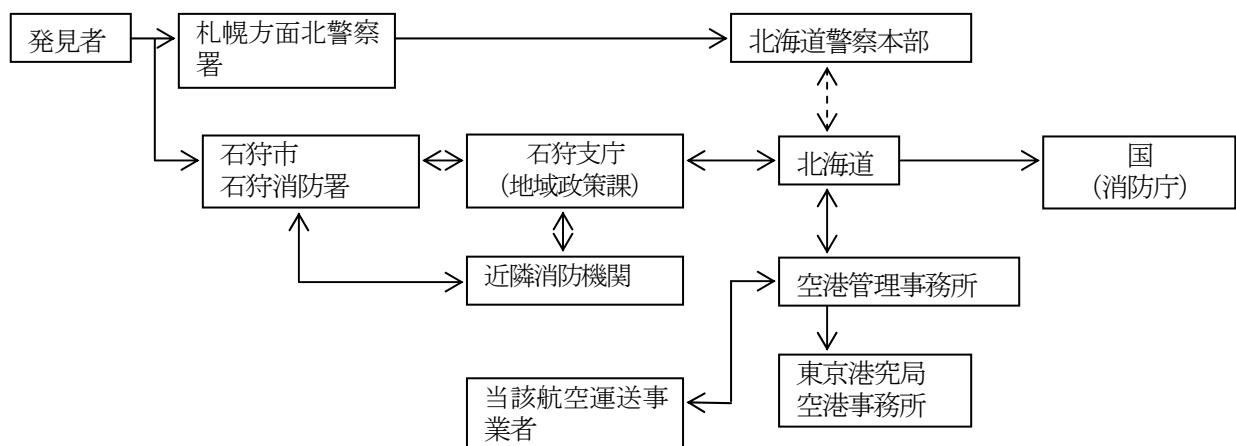 発見者
札幌方面北警察
署
北海道警察本部
石狩市
石狩消防署
石狩支庁
（地域政策課）
北海道
国
（消防庁）
近隣消防機関
空港管理事務所
当該航空運送事
業者
東京港究局
空港事務所